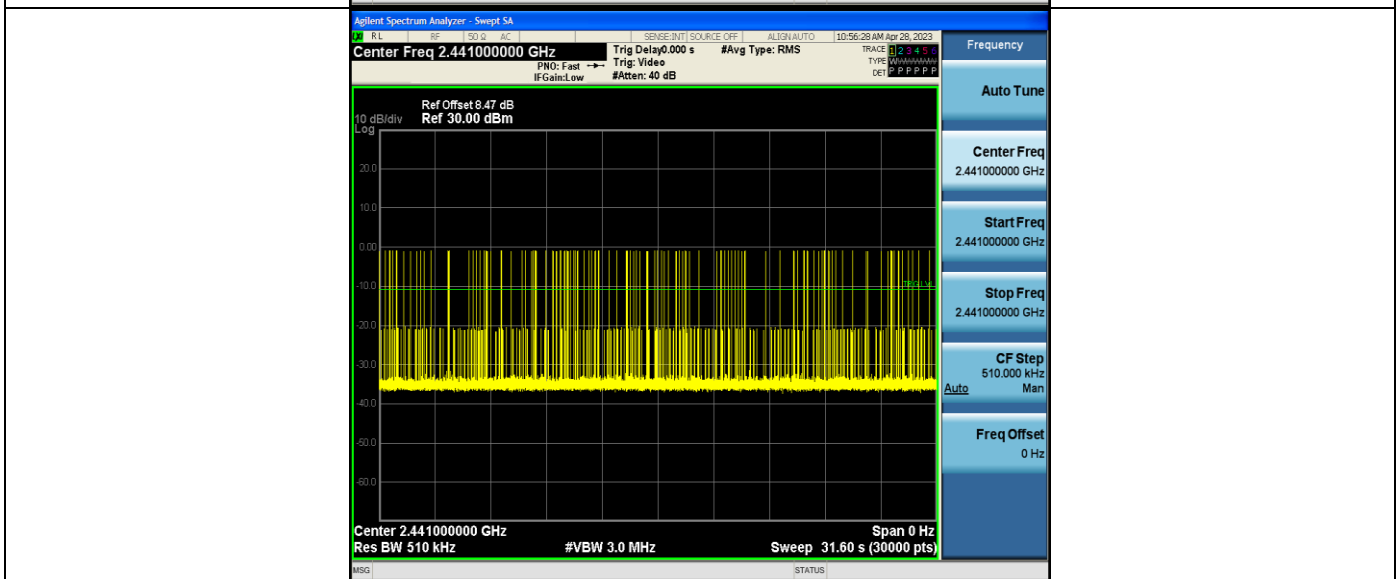 Agilent Spectrum Analyzer - Swept SA
RL RF 50 Ω AC SENSE:INT SOURCE OFF ALIGNAUTO 10:56:28 AM Apr 28, 2023
Center Freq 2.441000000 GHz Trig Delay0.000 s #Avg Type: RMS TRACE 1 2 3 4 5 6
PNO: Fast Trig: Video TYPE
IFGain:Low #Atten: 40 dB DET P P P P P P
Ref Offset 8.47 dB
10 dB/div Ref 30.00 dBm
Log
20.0
10.0
0.00
-10.0
TRIG LVL
-20.0
-30.0
-40.0
-50.0
-60.0
Center 2.441000000 GHz Span 0 Hz
Res BW 510 kHz #VBW 3.0 MHz Sweep 31.60 s (30000 pts)
MSG STATUS
Frequency
Auto Tune
Center Freq
2.441000000 GHz
Start Freq
2.441000000 GHz
Stop Freq
2.441000000 GHz
CF Step
510.000 kHz
Auto Man
Freq Offset
0 Hz